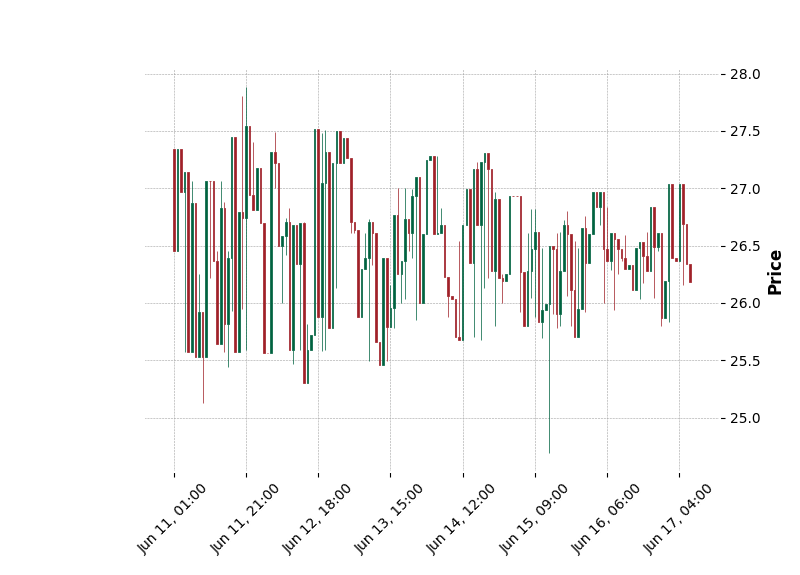 28.0
27.5
27.0
26.5
26.0
25.5
25.0
Price
Jun 11, 01:00
Jun 11, 21:00
Jun 12, 18:00
Jun 13, 15:00
Jun 14, 12:00
Jun 15, 09:00
Jun 16, 06:00
Jun 17, 04:00